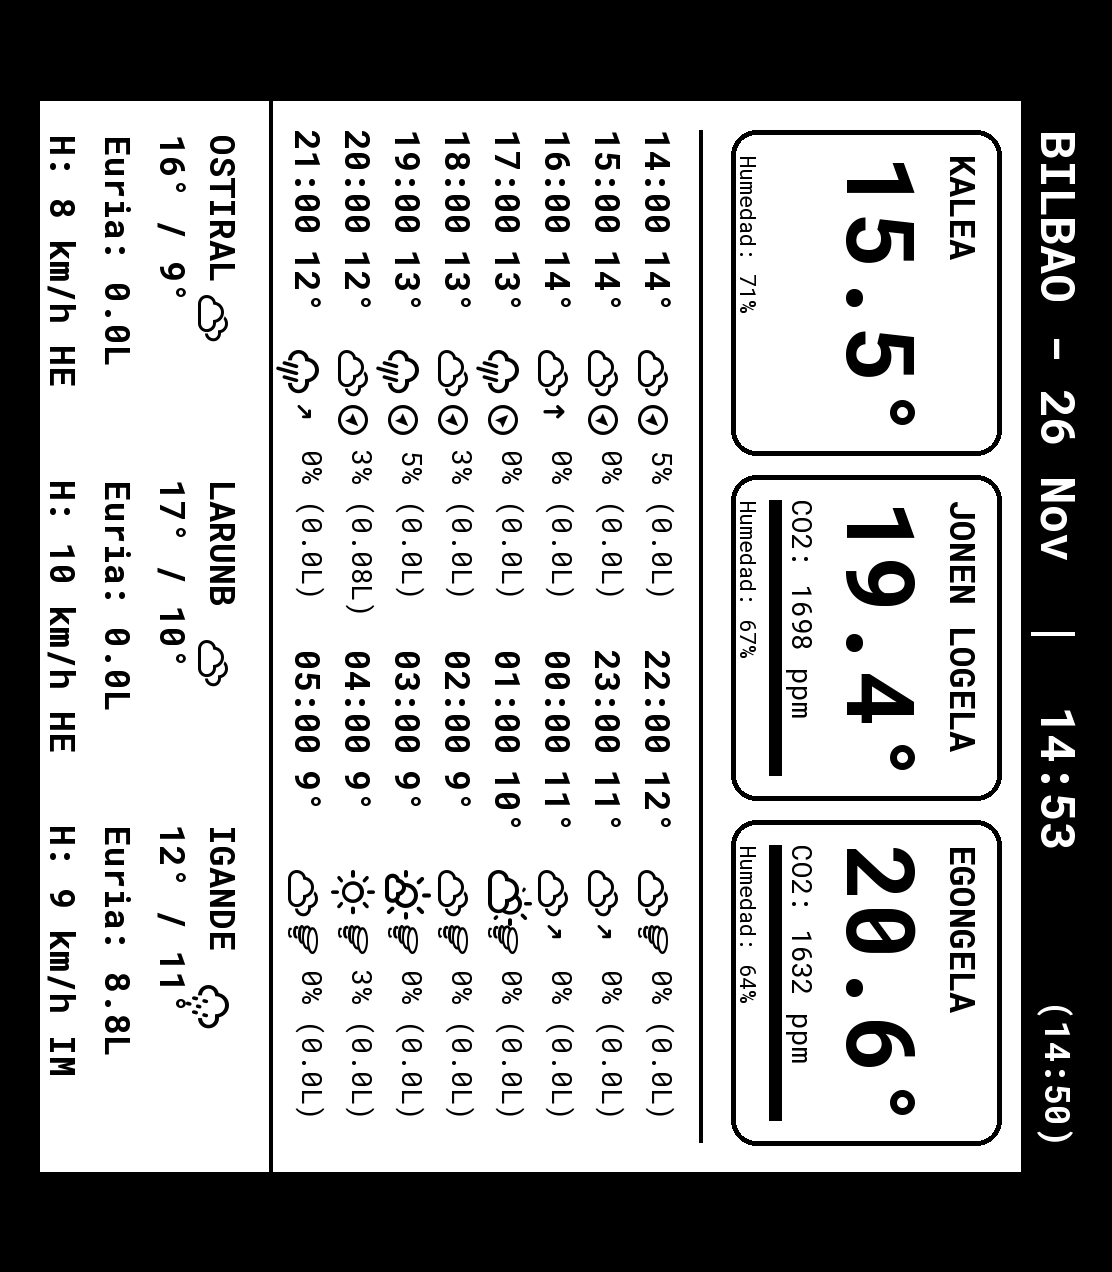 BILBAO - 26 Nov | 14:53 (14:50)
KALEA
15.5°
Humedad: 71%
JONEN LOGELA
19.4°
CO2: 1698 ppm
Humedad: 67%
EGONGELA
20.6°
CO2: 1632 ppm
Humedad: 64%
14:00 14° 5% (0.0L)
15:00 14° 0% (0.0L)
16:00 14° 0% (0.0L)
17:00 13° 0% (0.0L)
18:00 13° 3% (0.0L)
19:00 13° 5% (0.0L)
20:00 12° 3% (0.08L)
21:00 12° 0% (0.0L)
22:00 12° 0% (0.0L)
23:00 11° 0% (0.0L)
00:00 11° 0% (0.0L)
01:00 10° 0% (0.0L)
02:00 9° 0% (0.0L)
03:00 9° 0% (0.0L)
04:00 9° 3% (0.0L)
05:00 9° 0% (0.0L)
OSTIRAL
16° / 9°
Euria: 0.0L
H: 8 km/h HE
LARUNB
17° / 10°
Euria: 0.0L
H: 10 km/h HE
IGANDE
12° / 11°
Euria: 8.8L
H: 9 km/h IM